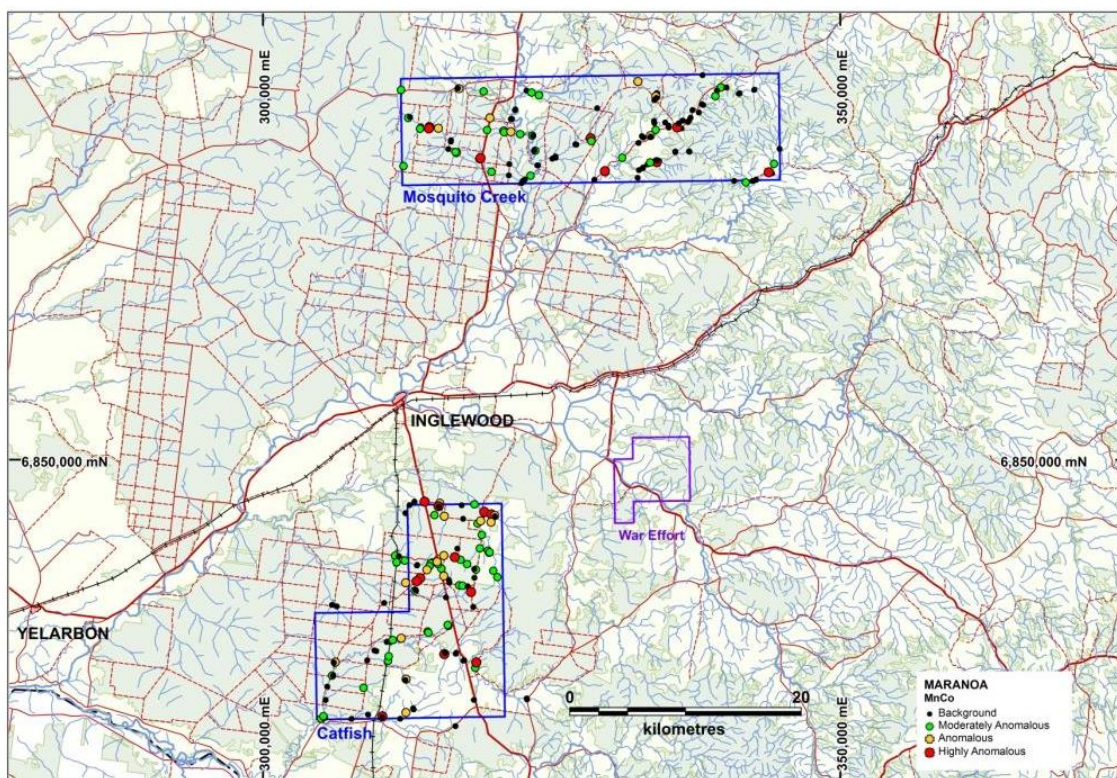 300,000 mE
350,000 mE
Mosquito Creek
INGLEWOOD
6,850,000 mN
6,850,000 mN
War Effort
YELARBON
Catfish
300,000 mE
350,000 mE
0
20
kilometres
MARANOA
MnCo
Background
Moderately Anomalous
Anomalous
Highly Anomalous